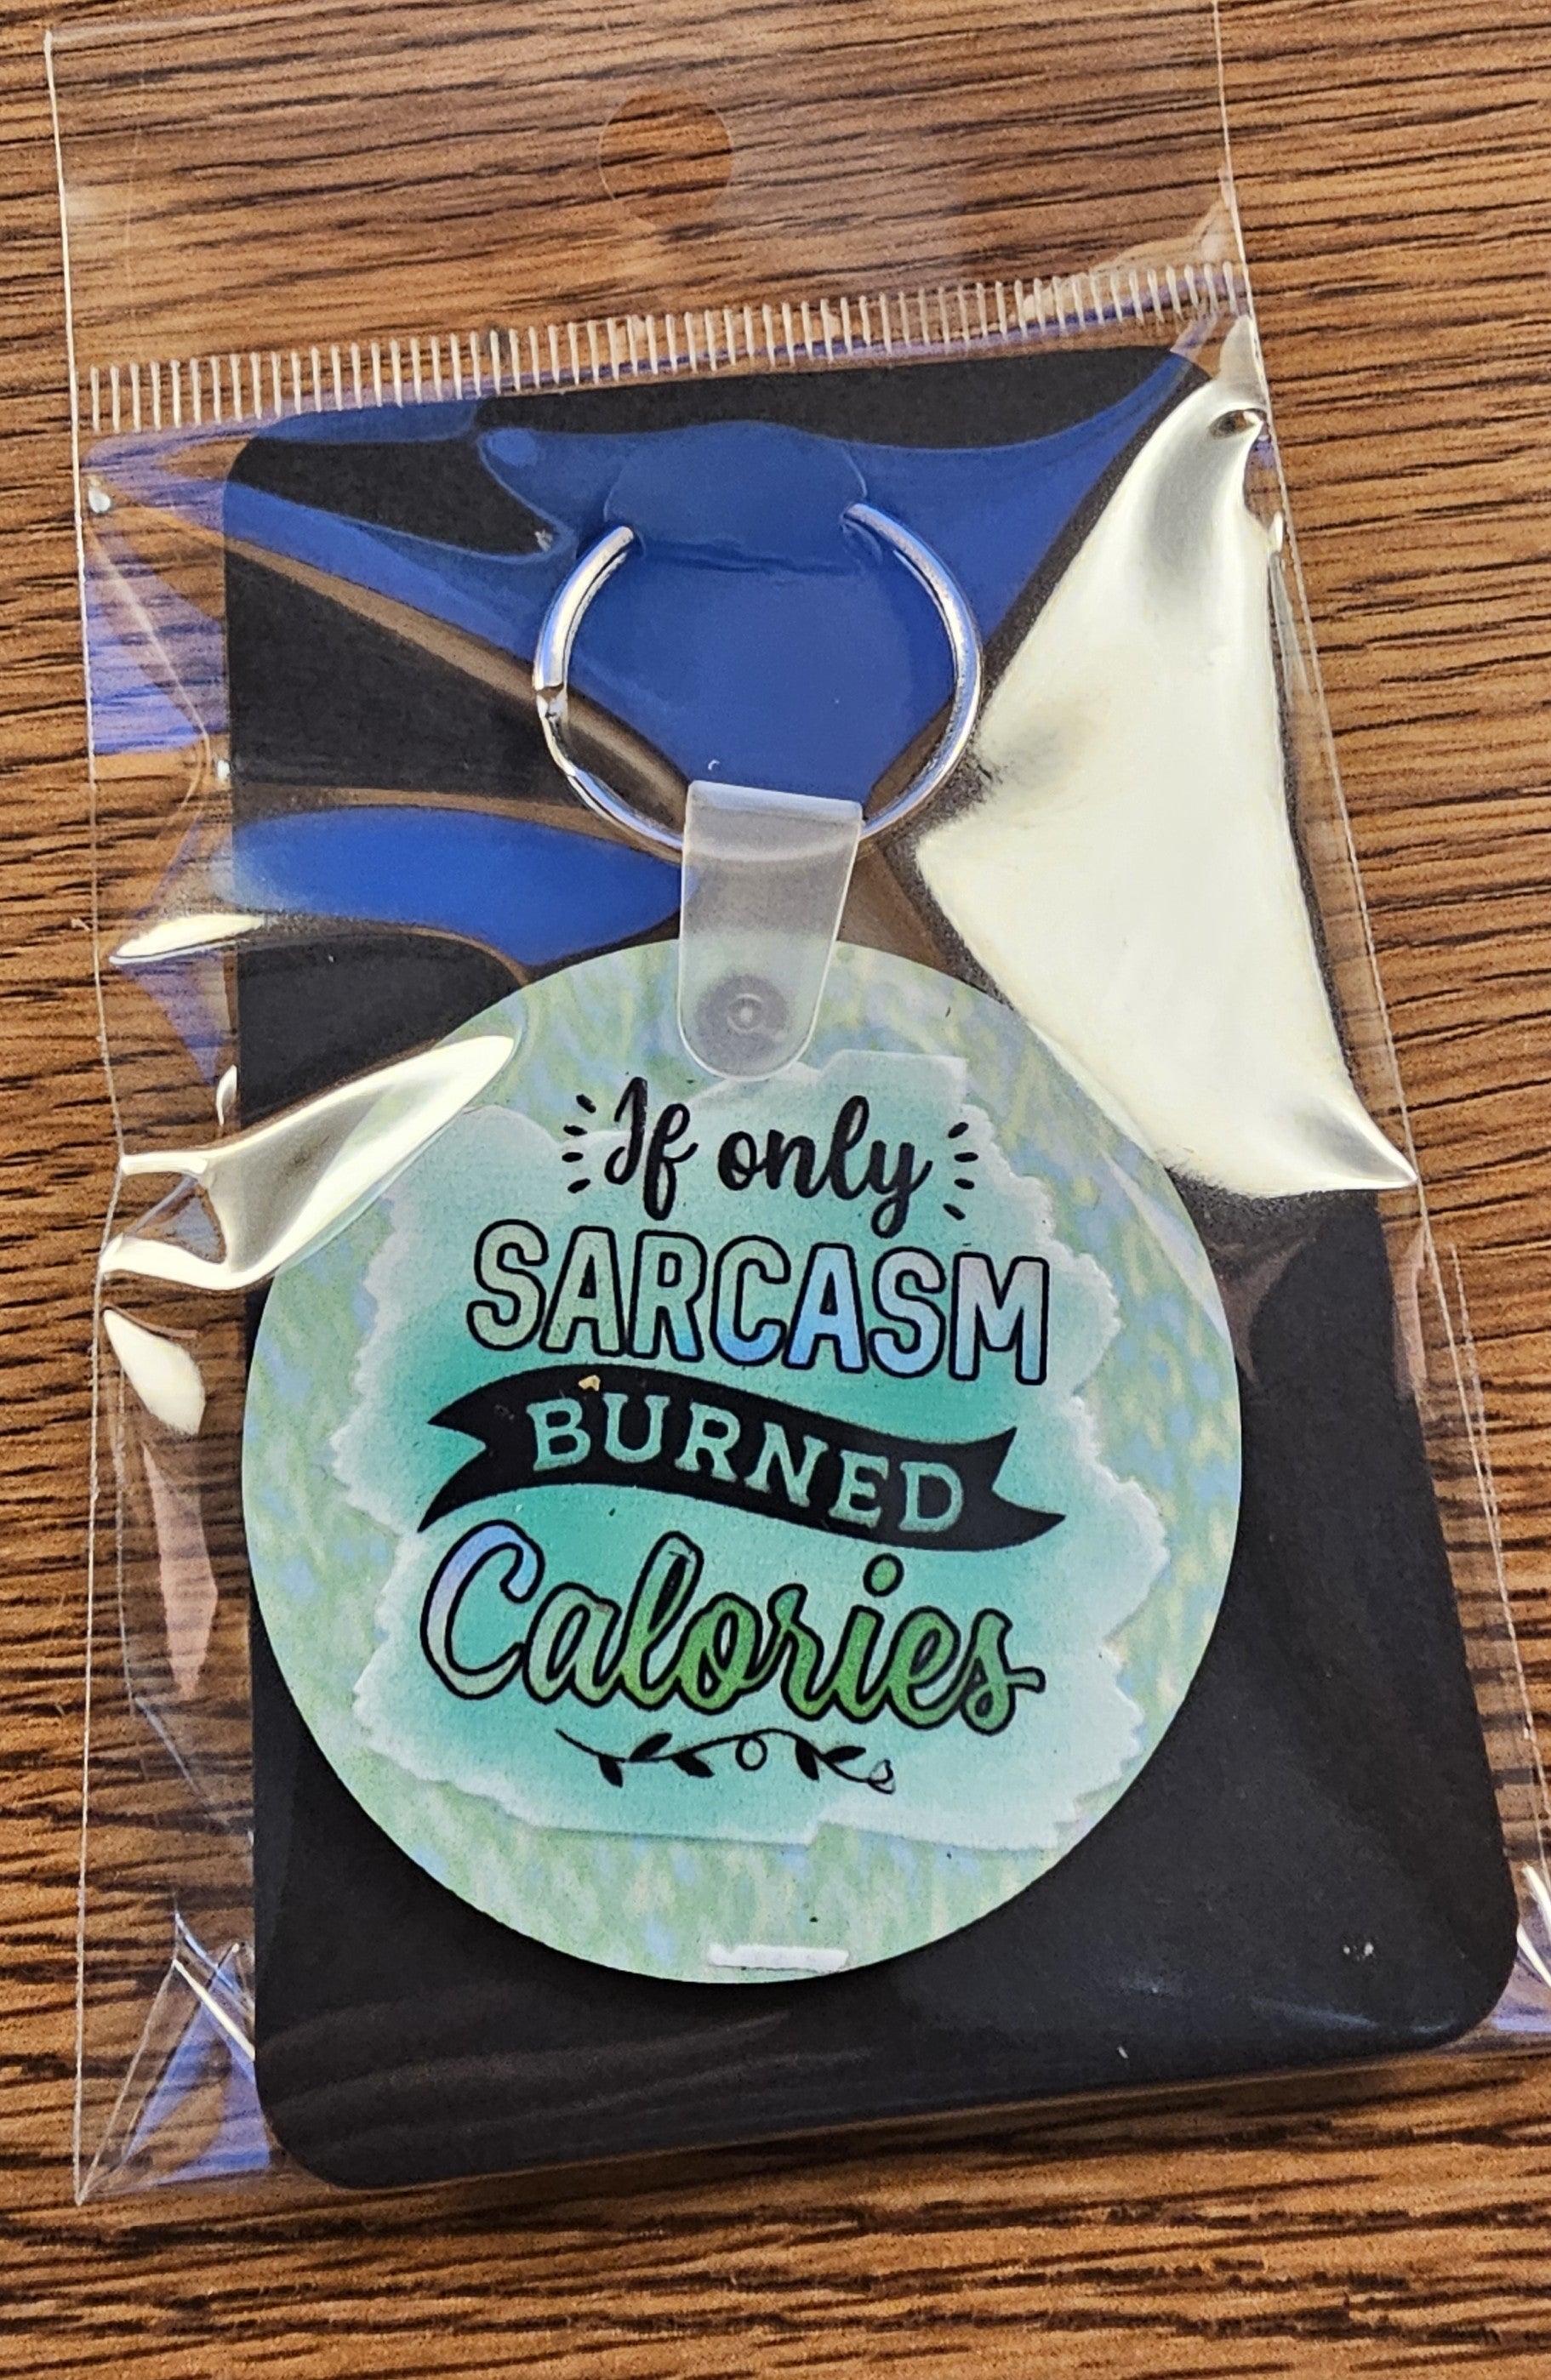 If only
SARCASM
BURNED
Calories